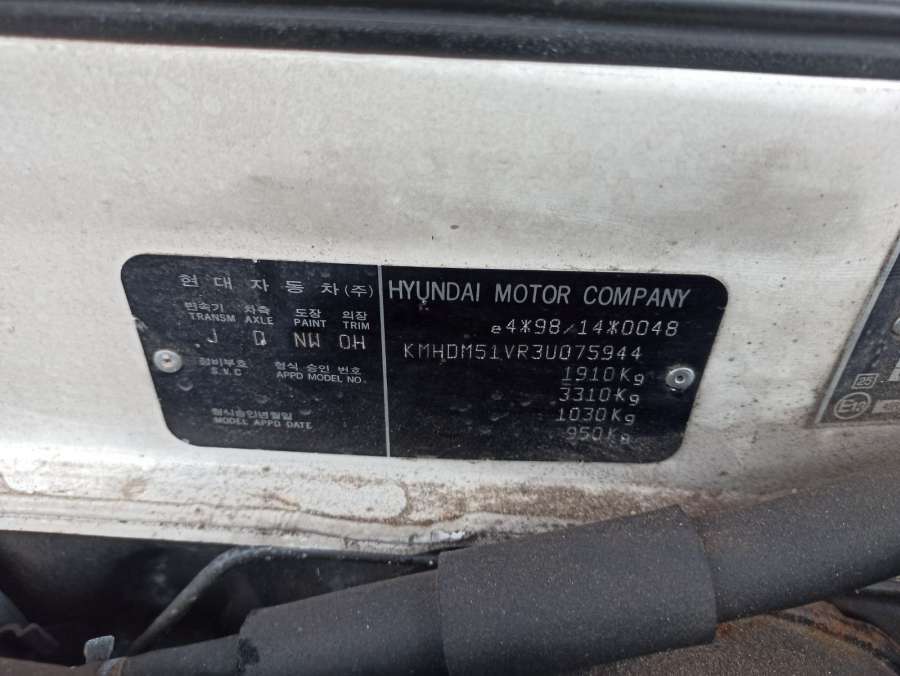 현대자동차(주)
변속기 차축 도장 의장
TRANSM AXLE PAINT TRIM
J D NW OH
정비부호 형식 승인 번호
S.V.C APPD MODEL NO.
형식승인년월일
MODEL APPD DATE
HYUNDAI MOTOR COMPANY
e4*98/14*0048
KMHDM51VR3U075944
1910Kg
3310Kg
1030Kg
950Kg
25